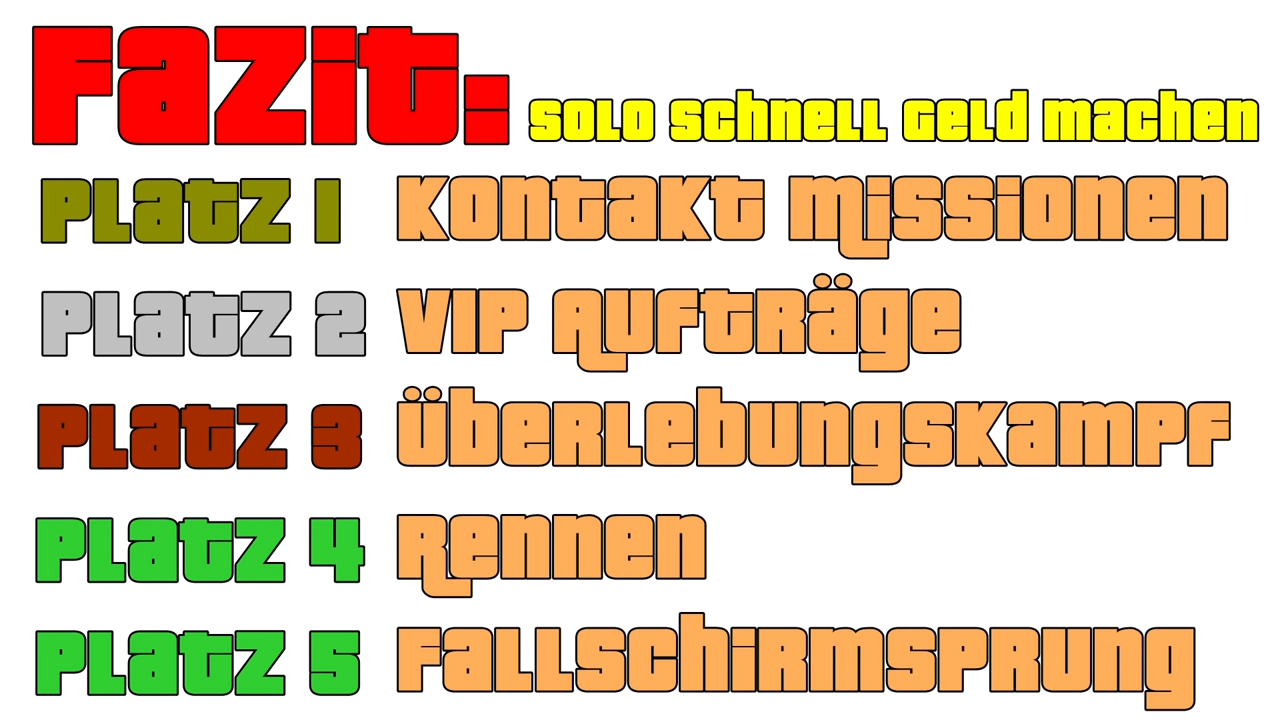 Fazit: Solo schnell Geld machen
Platz 1 Kontakt Missionen
Platz 2 VIP Aufträge
Platz 3 Überlebungskampf
Platz 4 Rennen
Platz 5 Fallschirmsprung